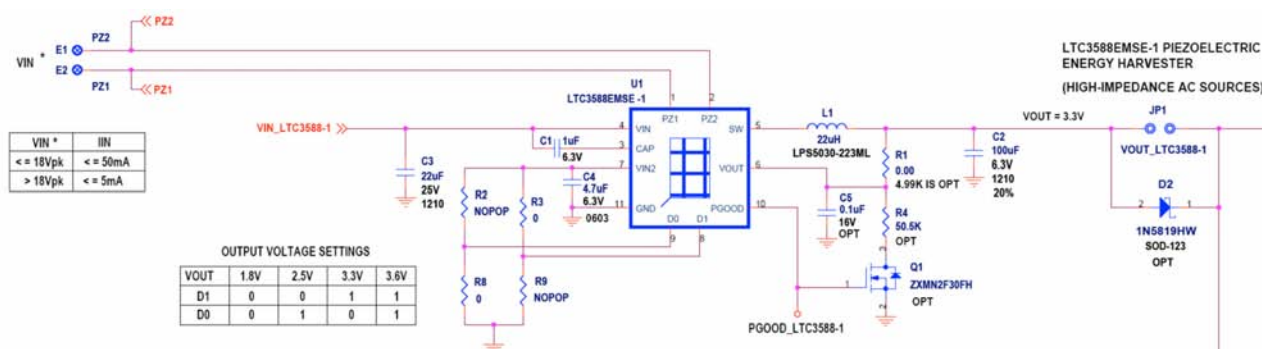 PZ2
PZ2
VIN * E1
E2
PZ1
PZ1
LTC3588EMSE-1 PIEZOELECTRIC
ENERGY HARVESTER
(HIGH-IMPEDANCE AC SOURCES)
U1
LTC3588EMSE -1
1 2
PZ1 PZ2
VIN_LTC3588-1
4 VIN SW 5
3 CAP
7 VIN2 VOUT 6
11 GND PGOOD 10
D0 D1
9 8
VIN * IIN
< = 18Vpk < = 50mA
> 18Vpk < = 5mA
C1 1uF
6.3V
C3
22uF
25V
1210
C4
4.7uF
6.3V
0603
R2
NOPOP
R3
0
R8
0
R9
NOPOP
OUTPUT VOLTAGE SETTINGS
VOUT 1.8V 2.5V 3.3V 3.6V
D1 0 0 1 1
D0 0 1 0 1
L1
22uH
LPS5030-223ML
R1
0.00
4.99K IS OPT
C2
100uF
6.3V
1210
20%
C5
0.1uF
16V
OPT
R4
50.5K
OPT
3
Q1
ZXMN2F30FH
OPT
1
2
PGOOD_LTC3588-1
VOUT = 3.3V
JP1
VOUT_LTC3588-1
D2
2 1
1N5819HW
SOD-123
OPT